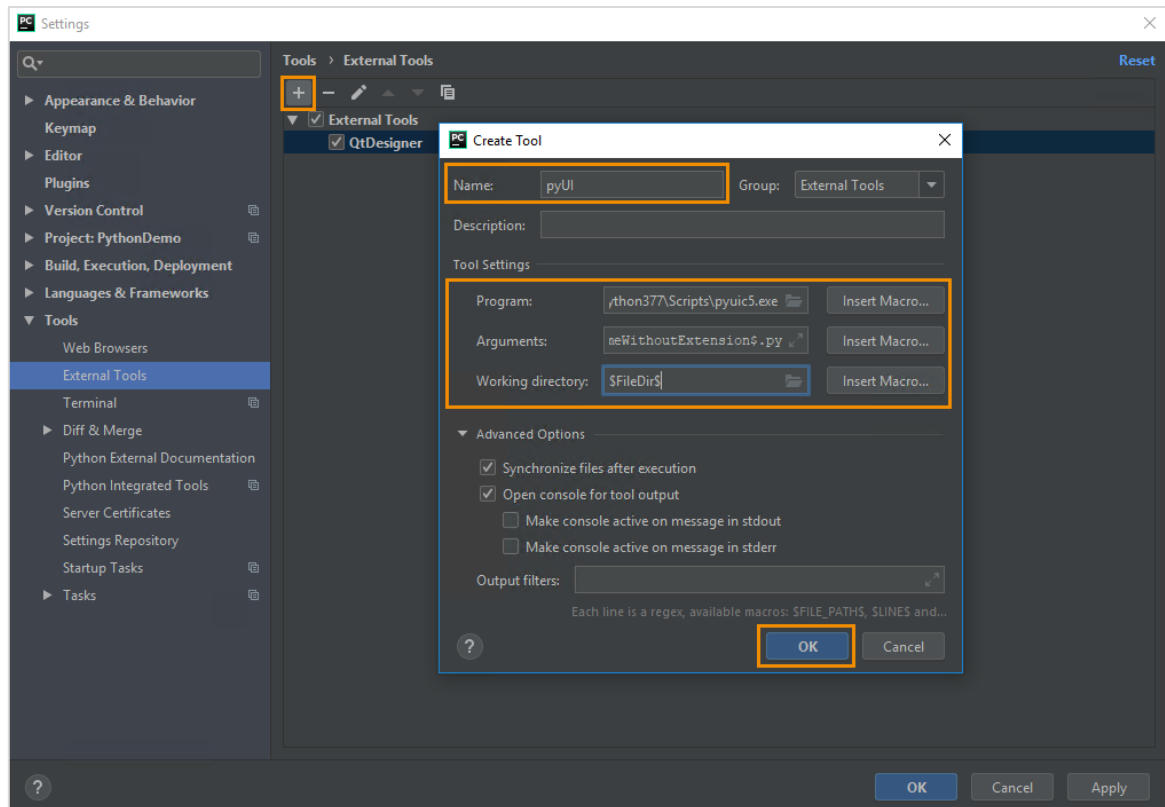 PC Settings
Tools › External Tools
Reset
Appearance & Behavior
Keymap
Editor
Plugins
Version Control
Project: PythonDemo
Build, Execution, Deployment
Languages & Frameworks
Tools
Web Browsers
External Tools
Terminal
Diff & Merge
Python External Documentation
Python Integrated Tools
Server Certificates
Settings Repository
Startup Tasks
Tasks
External Tools
QtDesigner
PC Create Tool
Name: pyUI Group: External Tools
Description:
Tool Settings
Program: ython377\Scripts\pyuic5.exe Insert Macro...
Arguments: meWithoutExtension$.py Insert Macro...
Working directory: $FileDir$ Insert Macro...
Advanced Options
Synchronize files after execution
Open console for tool output
Make console active on message in stdout
Make console active on message in stderr
Output filters:
Each line is a regex, available macros: $FILE_PATH$, $LINE$ and...
? OK Cancel
? OK Cancel Apply